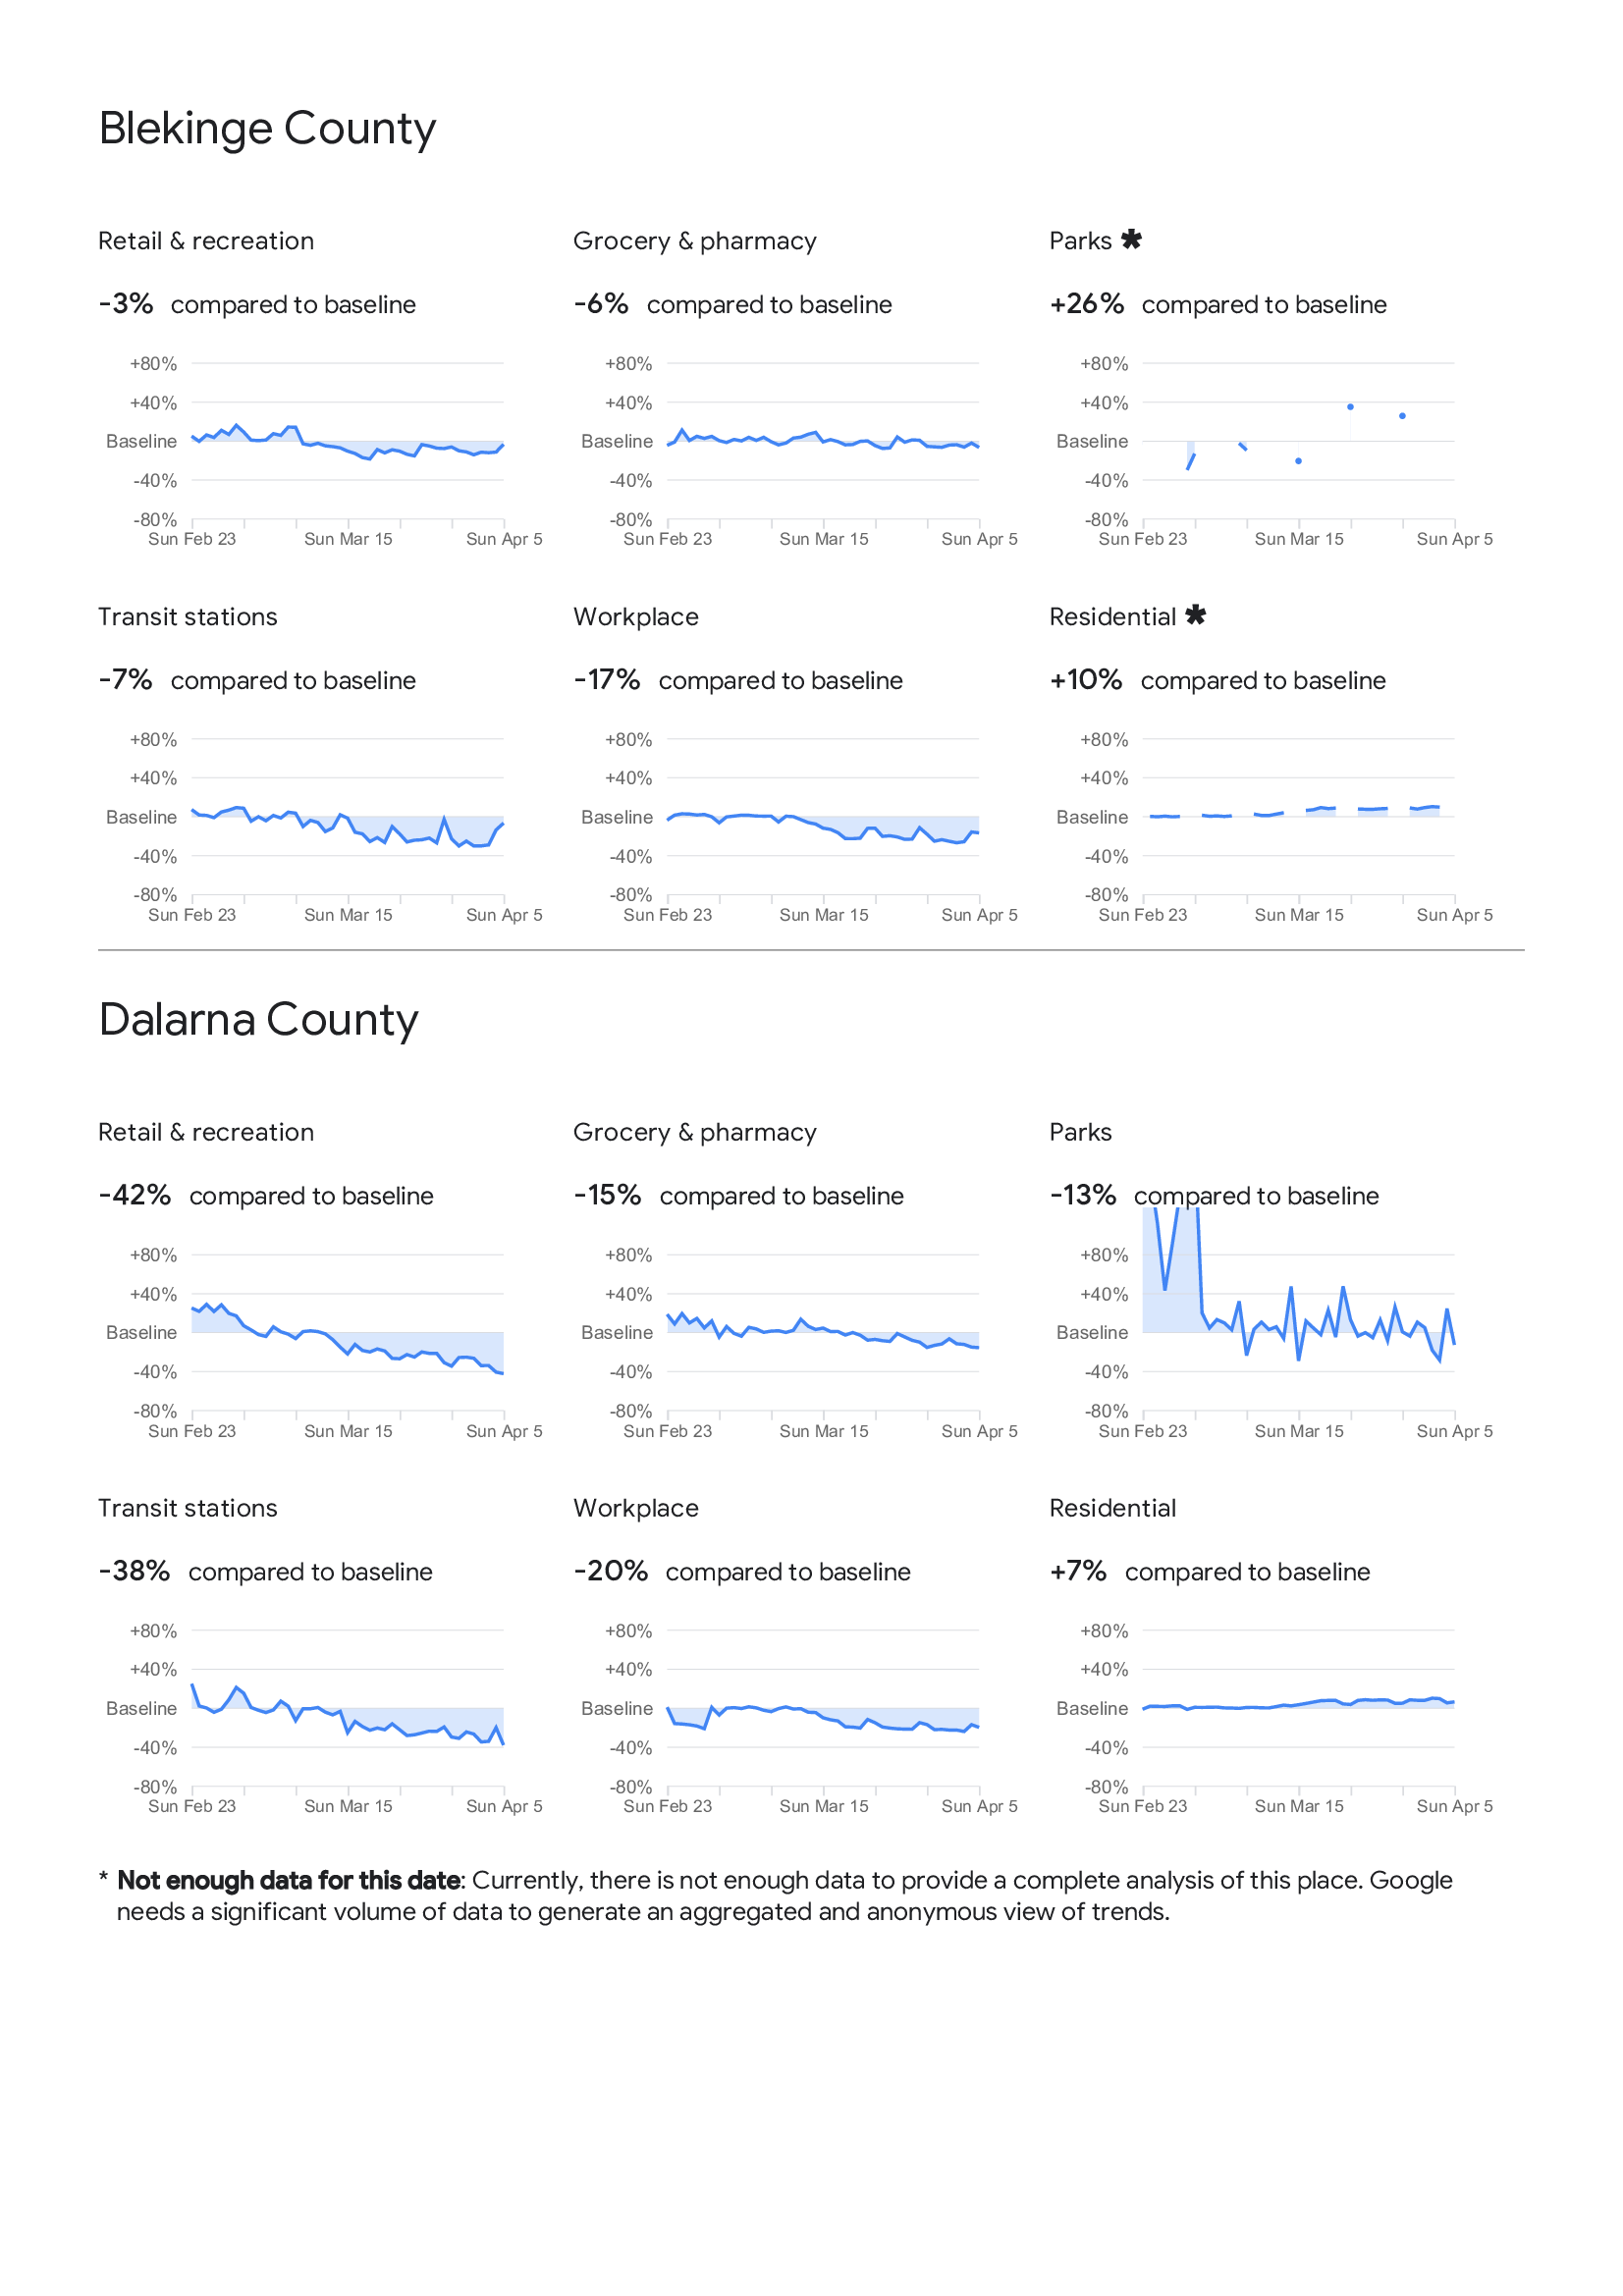 Blekinge County
Retail & recreation
-3% compared to baseline
+80%
+40%
Baseline
-40%
-80%
Sun Feb 23 Sun Mar 15 Sun Apr 5
Grocery & pharmacy
-6% compared to baseline
+80%
+40%
Baseline
-40%
-80%
Sun Feb 23 Sun Mar 15 Sun Apr 5
Parks *
+26% compared to baseline
+80%
+40%
Baseline
-40%
-80%
Sun Feb 23 Sun Mar 15 Sun Apr 5
Transit stations
-7% compared to baseline
+80%
+40%
Baseline
-40%
-80%
Sun Feb 23 Sun Mar 15 Sun Apr 5
Workplace
-17% compared to baseline
+80%
+40%
Baseline
-40%
-80%
Sun Feb 23 Sun Mar 15 Sun Apr 5
Residential *
+10% compared to baseline
+80%
+40%
Baseline
-40%
-80%
Sun Feb 23 Sun Mar 15 Sun Apr 5
Dalarna County
Retail & recreation
-42% compared to baseline
+80%
+40%
Baseline
-40%
-80%
Sun Feb 23 Sun Mar 15 Sun Apr 5
Grocery & pharmacy
-15% compared to baseline
+80%
+40%
Baseline
-40%
-80%
Sun Feb 23 Sun Mar 15 Sun Apr 5
Parks
-13% compared to baseline
+80%
+40%
Baseline
-40%
-80%
Sun Feb 23 Sun Mar 15 Sun Apr 5
Transit stations
-38% compared to baseline
+80%
+40%
Baseline
-40%
-80%
Sun Feb 23 Sun Mar 15 Sun Apr 5
Workplace
-20% compared to baseline
+80%
+40%
Baseline
-40%
-80%
Sun Feb 23 Sun Mar 15 Sun Apr 5
Residential
+7% compared to baseline
+80%
+40%
Baseline
-40%
-80%
Sun Feb 23 Sun Mar 15 Sun Apr 5
* Not enough data for this date: Currently, there is not enough data to provide a complete analysis of this place. Google
needs a significant volume of data to generate an aggregated and anonymous view of trends.